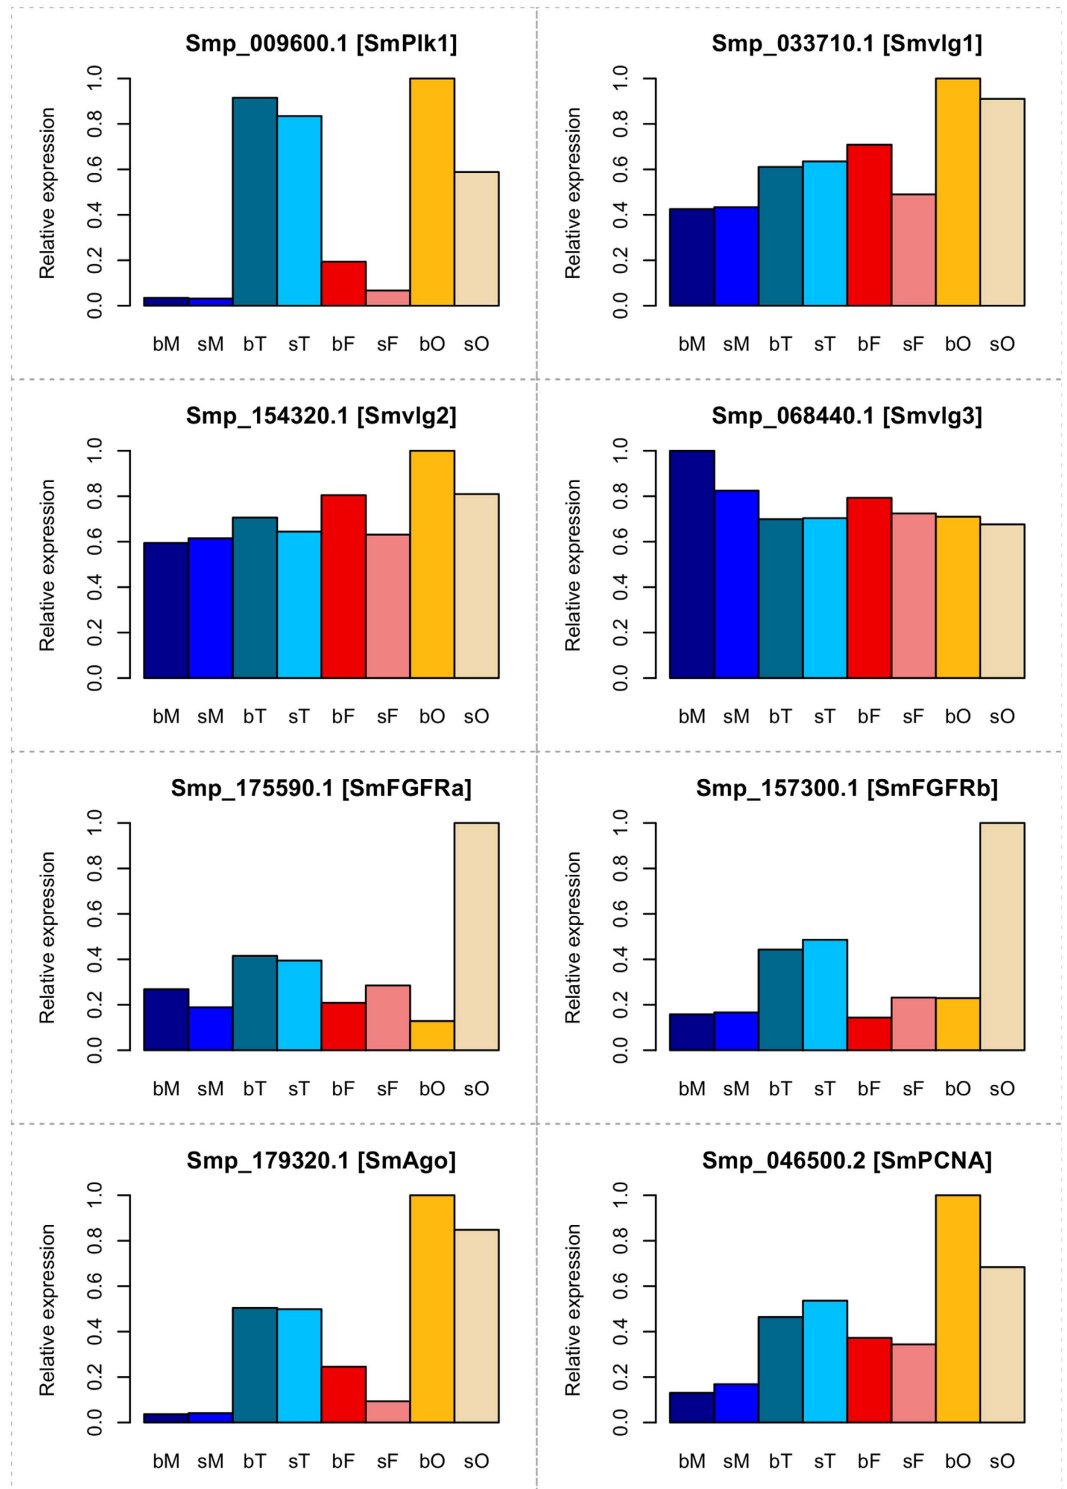 Smp_009600.1 [SmPlk1]
Relative expression
1.0
0.8
0.6
0.4
0.2
0.0
bM sM bT sT bF sF bO sO
Smp_033710.1 [Smvlg1]
Relative expression
1.0
0.8
0.6
0.4
0.2
0.0
bM sM bT sT bF sF bO sO
Smp_154320.1 [Smvlg2]
Relative expression
1.0
0.8
0.6
0.4
0.2
0.0
bM sM bT sT bF sF bO sO
Smp_068440.1 [Smvlg3]
Relative expression
1.0
0.8
0.6
0.4
0.2
0.0
bM sM bT sT bF sF bO sO
Smp_175590.1 [SmFGFRa]
Relative expression
1.0
0.8
0.6
0.4
0.2
0.0
bM sM bT sT bF sF bO sO
Smp_157300.1 [SmFGFRb]
Relative expression
1.0
0.8
0.6
0.4
0.2
0.0
bM sM bT sT bF sF bO sO
Smp_179320.1 [SmAgo]
Relative expression
1.0
0.8
0.6
0.4
0.2
0.0
bM sM bT sT bF sF bO sO
Smp_046500.2 [SmPCNA]
Relative expression
1.0
0.8
0.6
0.4
0.2
0.0
bM sM bT sT bF sF bO sO